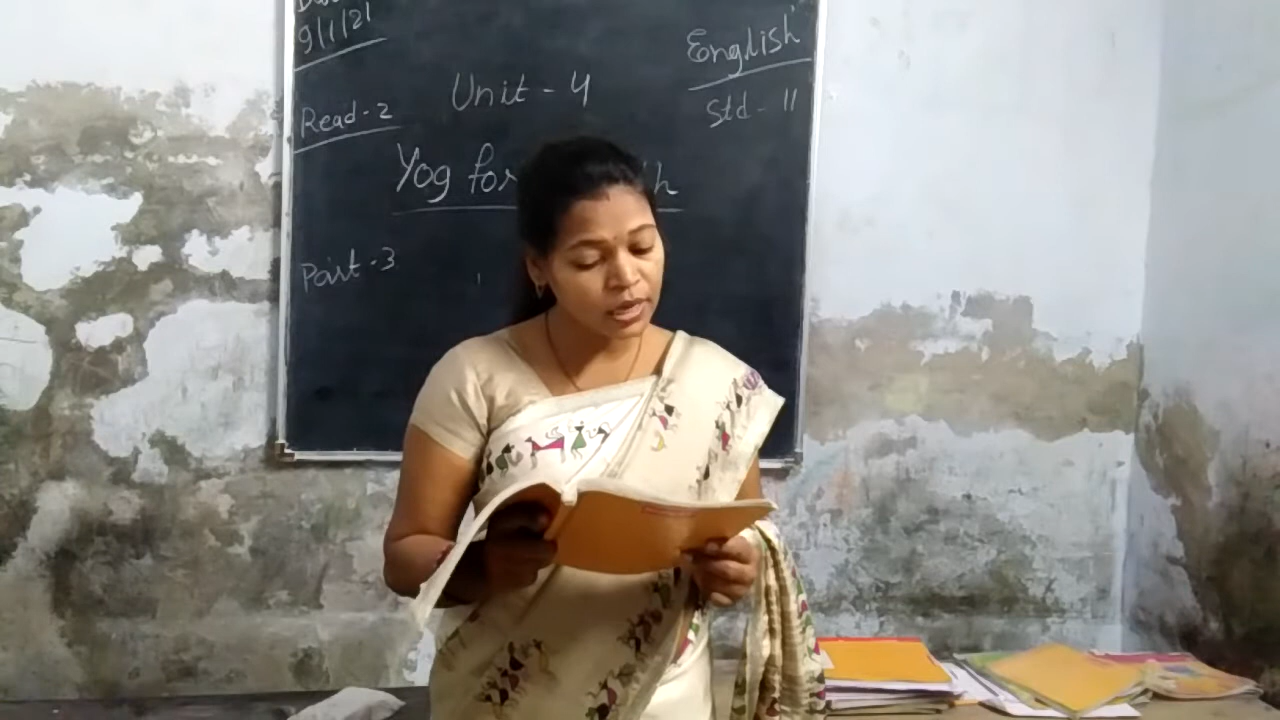 9/1/21
English
Read-2
Unit - 4
Std - 11
Yog for
Part-3